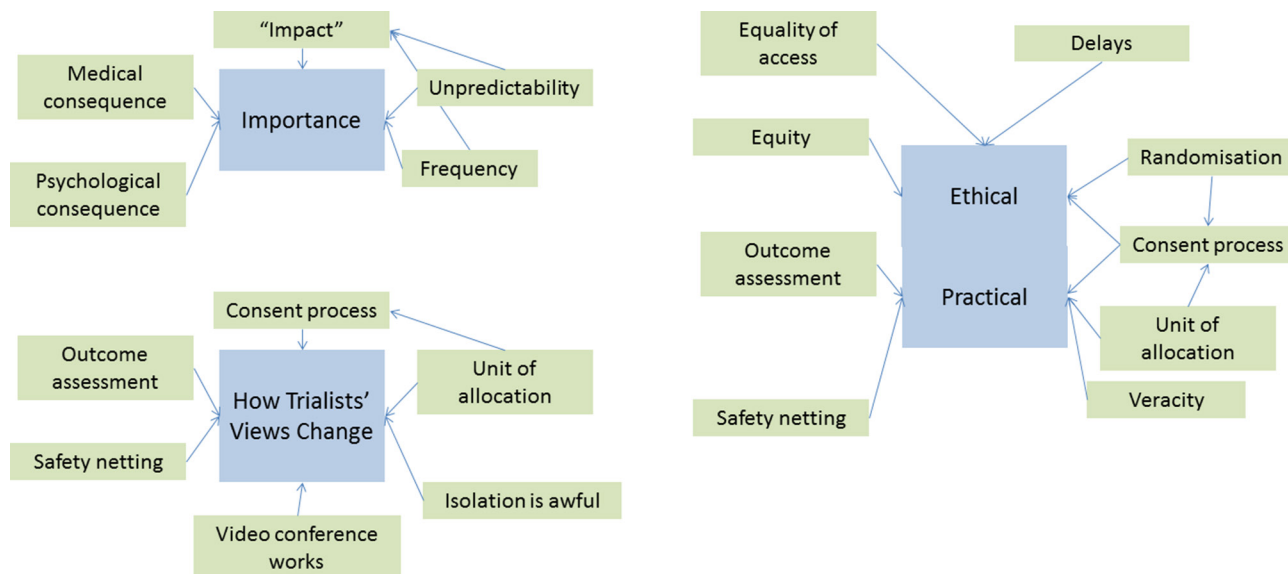 “Impact”
Medical
consequence
Importance
Unpredictability
Psychological
consequence
Frequency
Consent process
Outcome
assessment
How Trialists’
Views Change
Unit of
allocation
Safety netting
Isolation is awful
Video conference
works
Equality of
access
Delays
Equity
Randomisation
Ethical
Consent process
Outcome
assessment
Practical
Unit of
allocation
Veracity
Safety netting